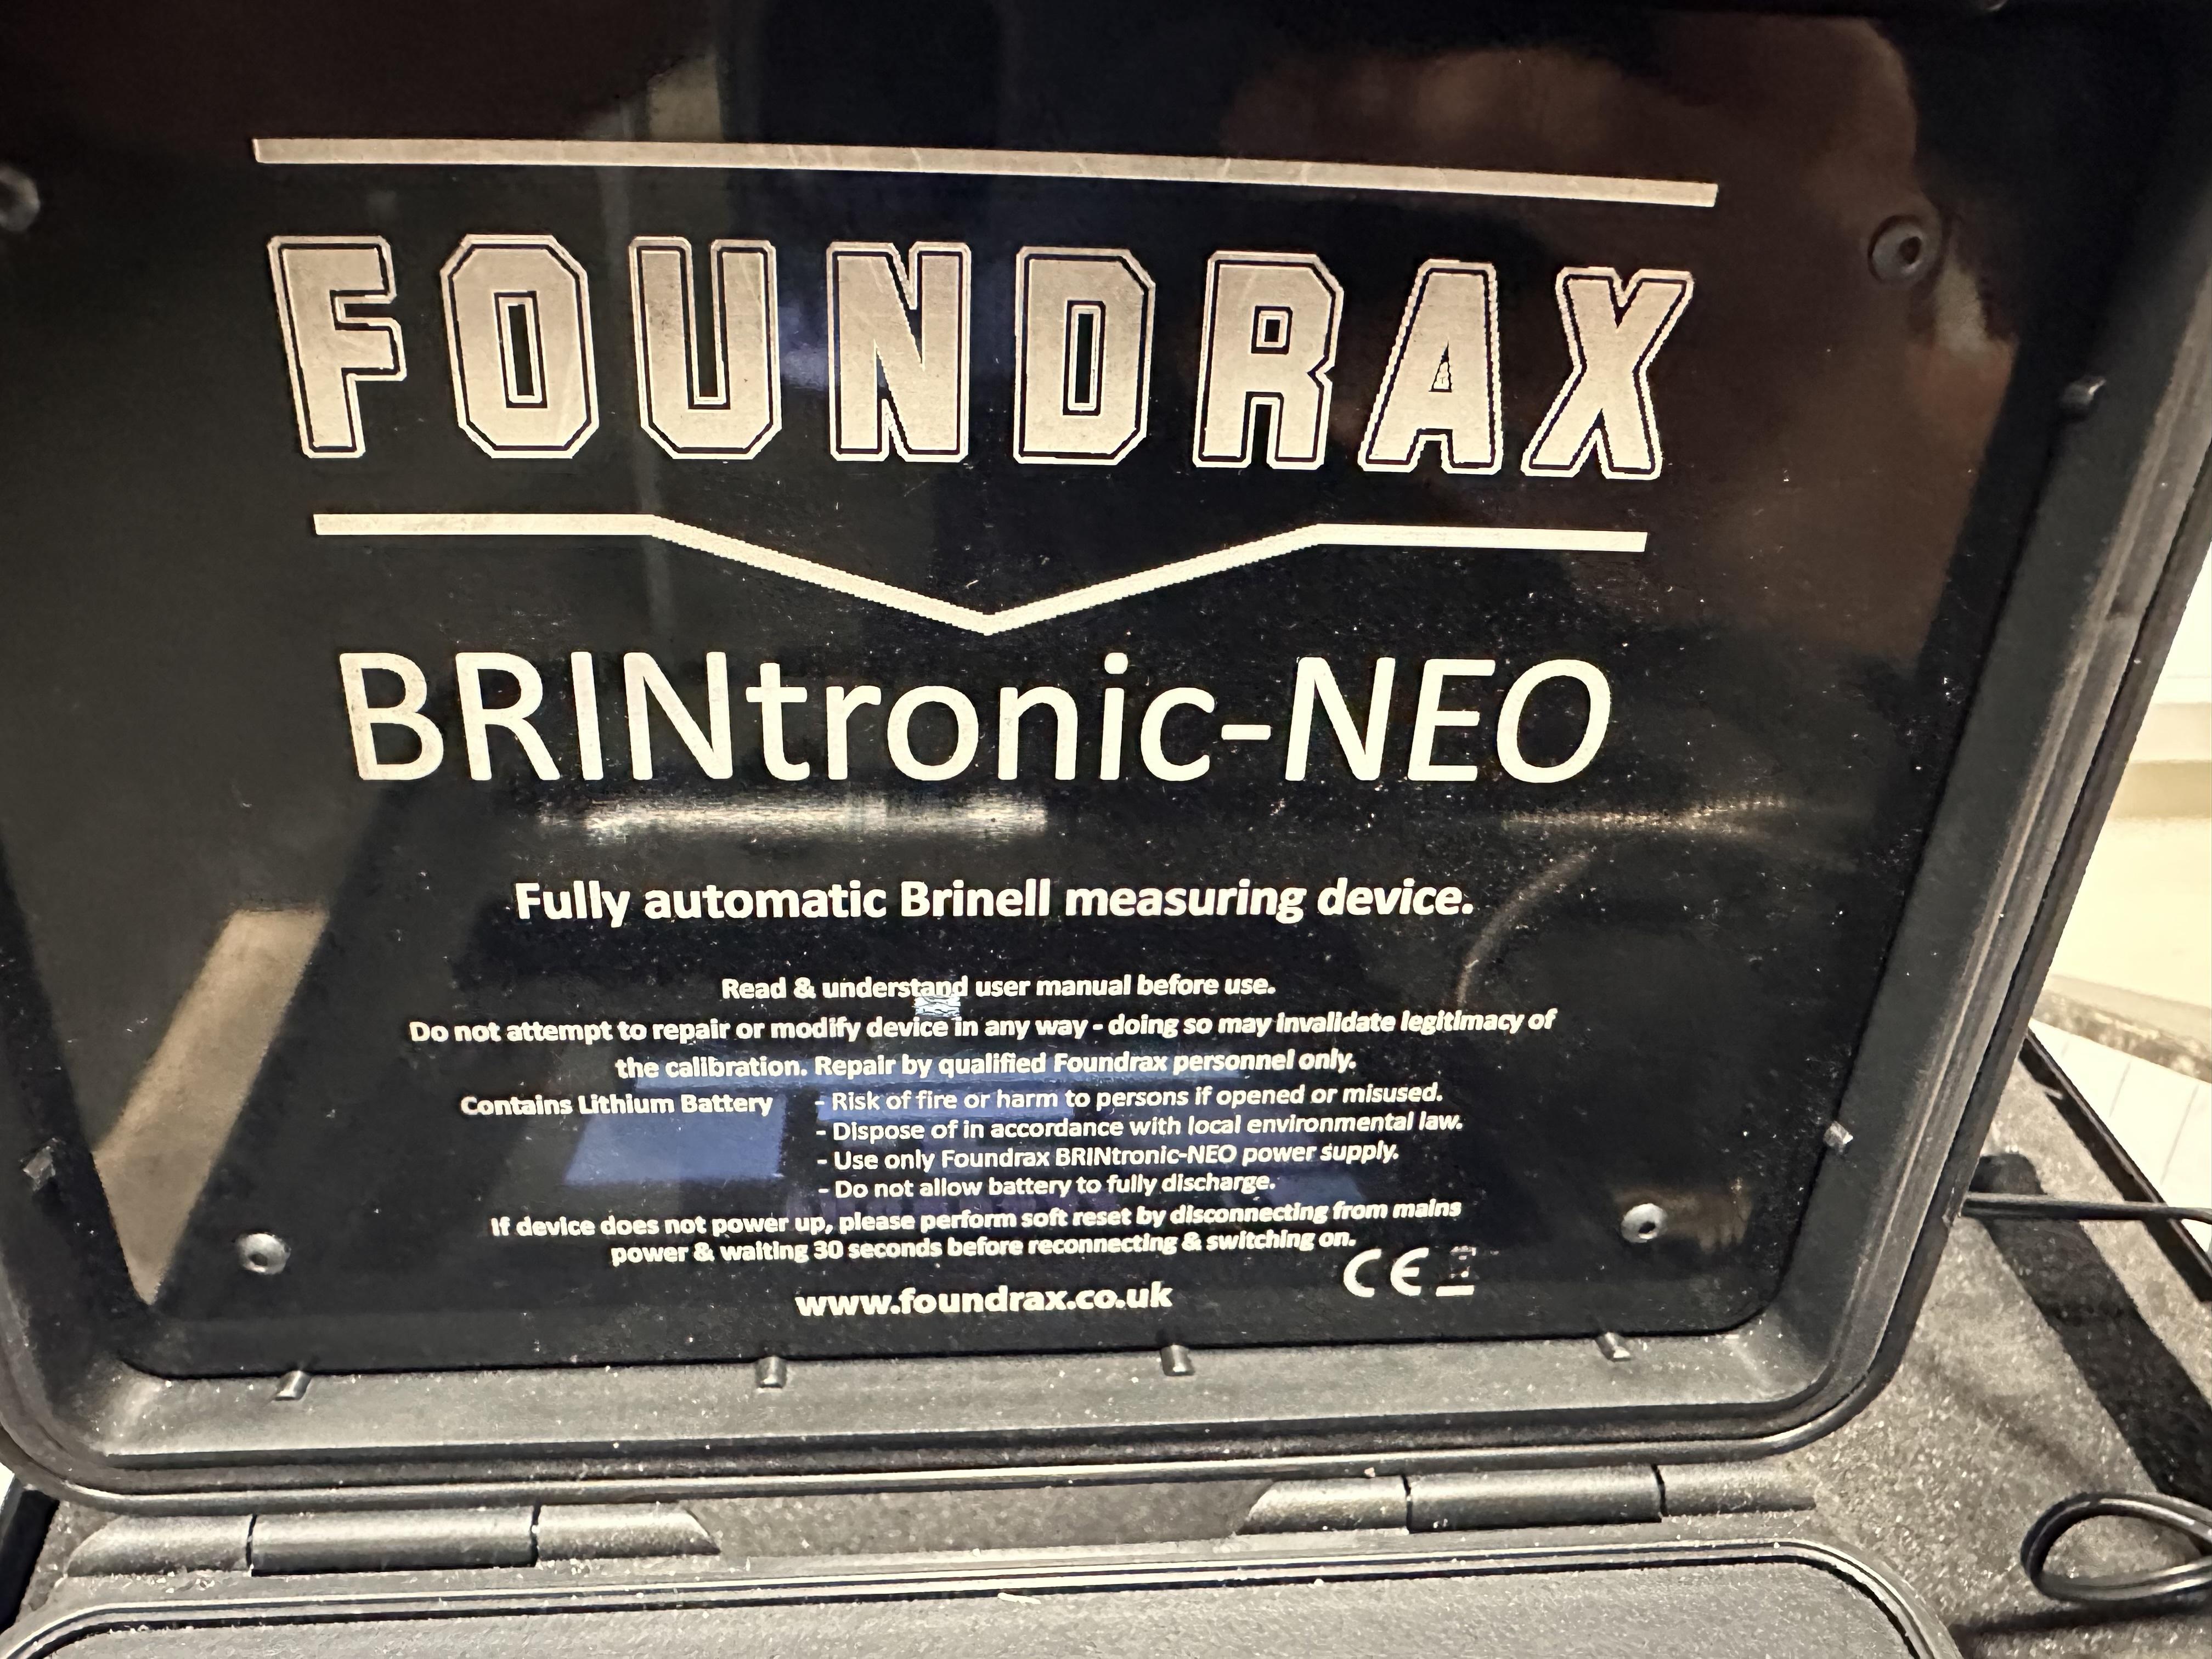 FOUNDRAX
BRINtronic-NEO
Fully automatic Brinell measuring device.
Read & understand user manual before use.
Do not attempt to repair or modify device in any way - doing so may invalidate legitimacy of
the calibration. Repair by qualified Foundrax personnel only.
Contains Lithium Battery - Risk of fire or harm to persons if opened or misused.
- Dispose of in accordance with local environmental law.
- Use only Foundrax BRINtronic-NEO power supply.
- Do not allow battery to fully discharge.
If device does not power up, please perform soft reset by disconnecting from mains
power & waiting 30 seconds before reconnecting & switching on.
CE
www.foundrax.co.uk